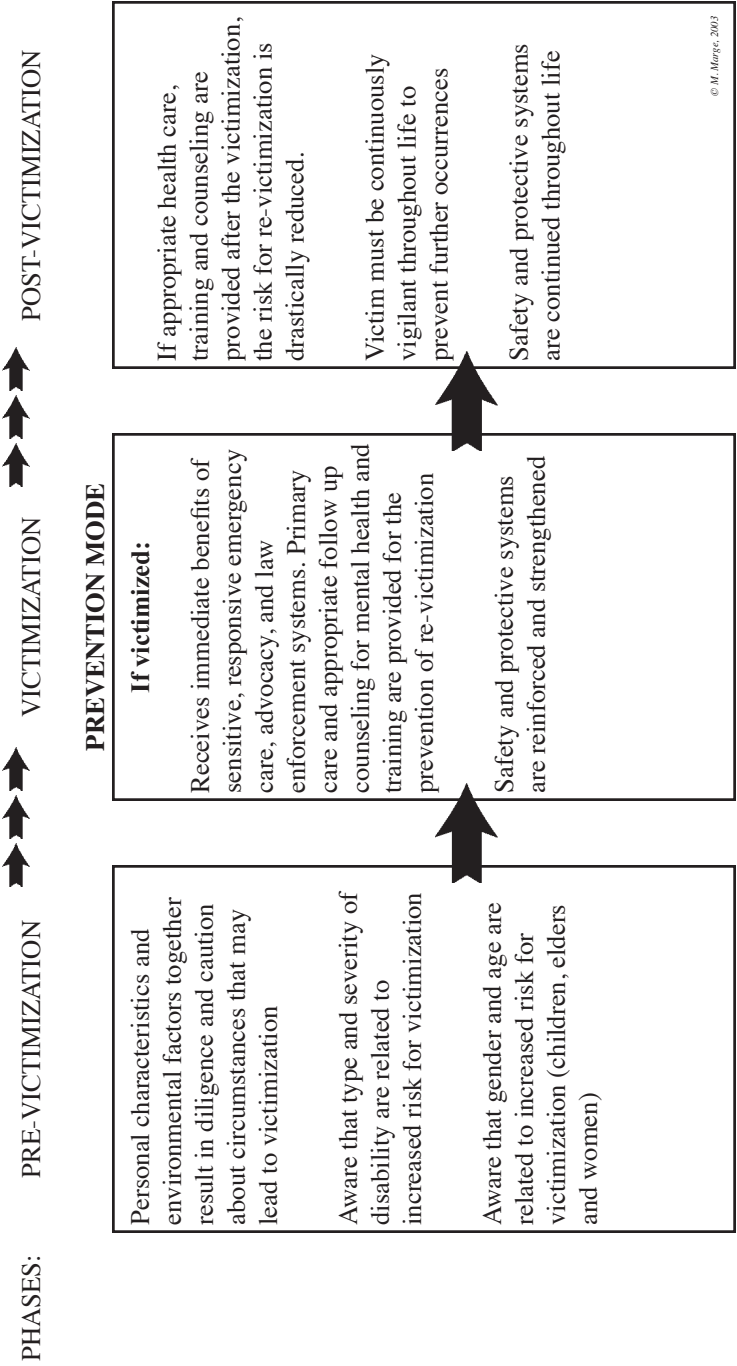 PHASES: PRE-VICTIMIZATION VICTIMIZATION POST-VICTIMIZATION
PREVENTION MODE
Personal characteristics and
environmental factors together
result in diligence and caution
about circumstances that may
lead to victimization
Aware that type and severity of
disability are related to
increased risk for victimization
Aware that gender and age are
related to increased risk for
victimization (children, elders
and women)
If victimized:
Receives immediate benefits of
sensitive, responsive emergency
care, advocacy, and law
enforcement systems. Primary
care and appropriate follow up
counseling for mental health and
training are provided for the
prevention of re-victimization
Safety and protective systems
are reinforced and strengthened
If appropriate health care,
training and counseling are
provided after the victimization,
the risk for re-victimization is
drastically reduced.
Victim must be continuously
vigilant throughout life to
prevent further occurrences
Safety and protective systems
are continued throughout life
© M. Marge, 2003